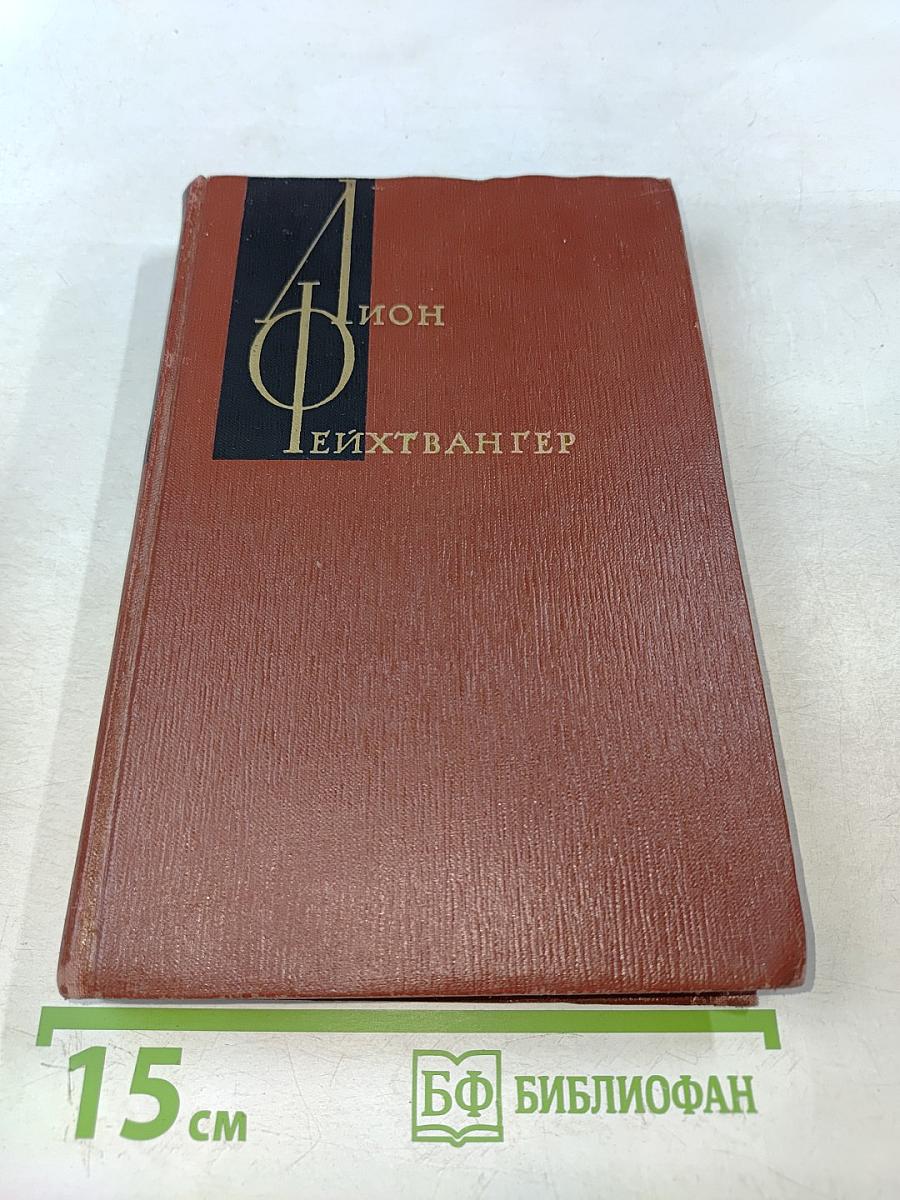 Лион
Фейхтвангер
15 см
БФ БИБЛИОФАН